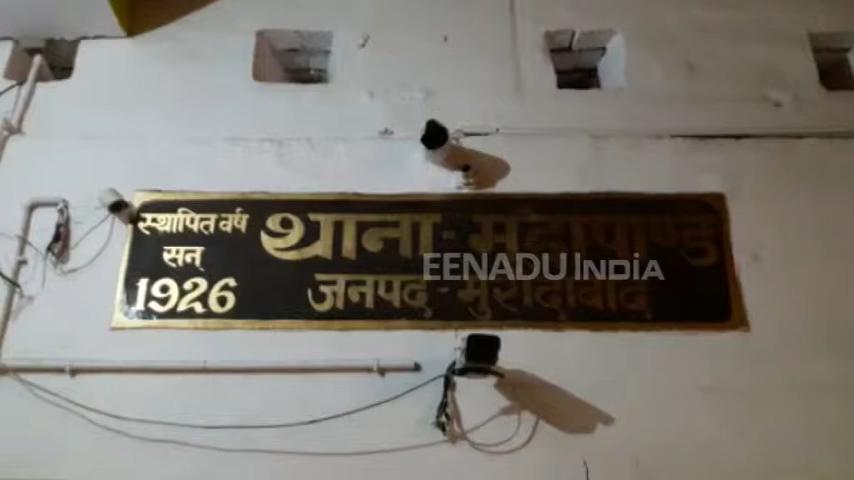 स्थापित वर्ष
सन्
1926
थाना - मूढापाण्डे
जनपद - मुरादाबाद
EENADU INDIA